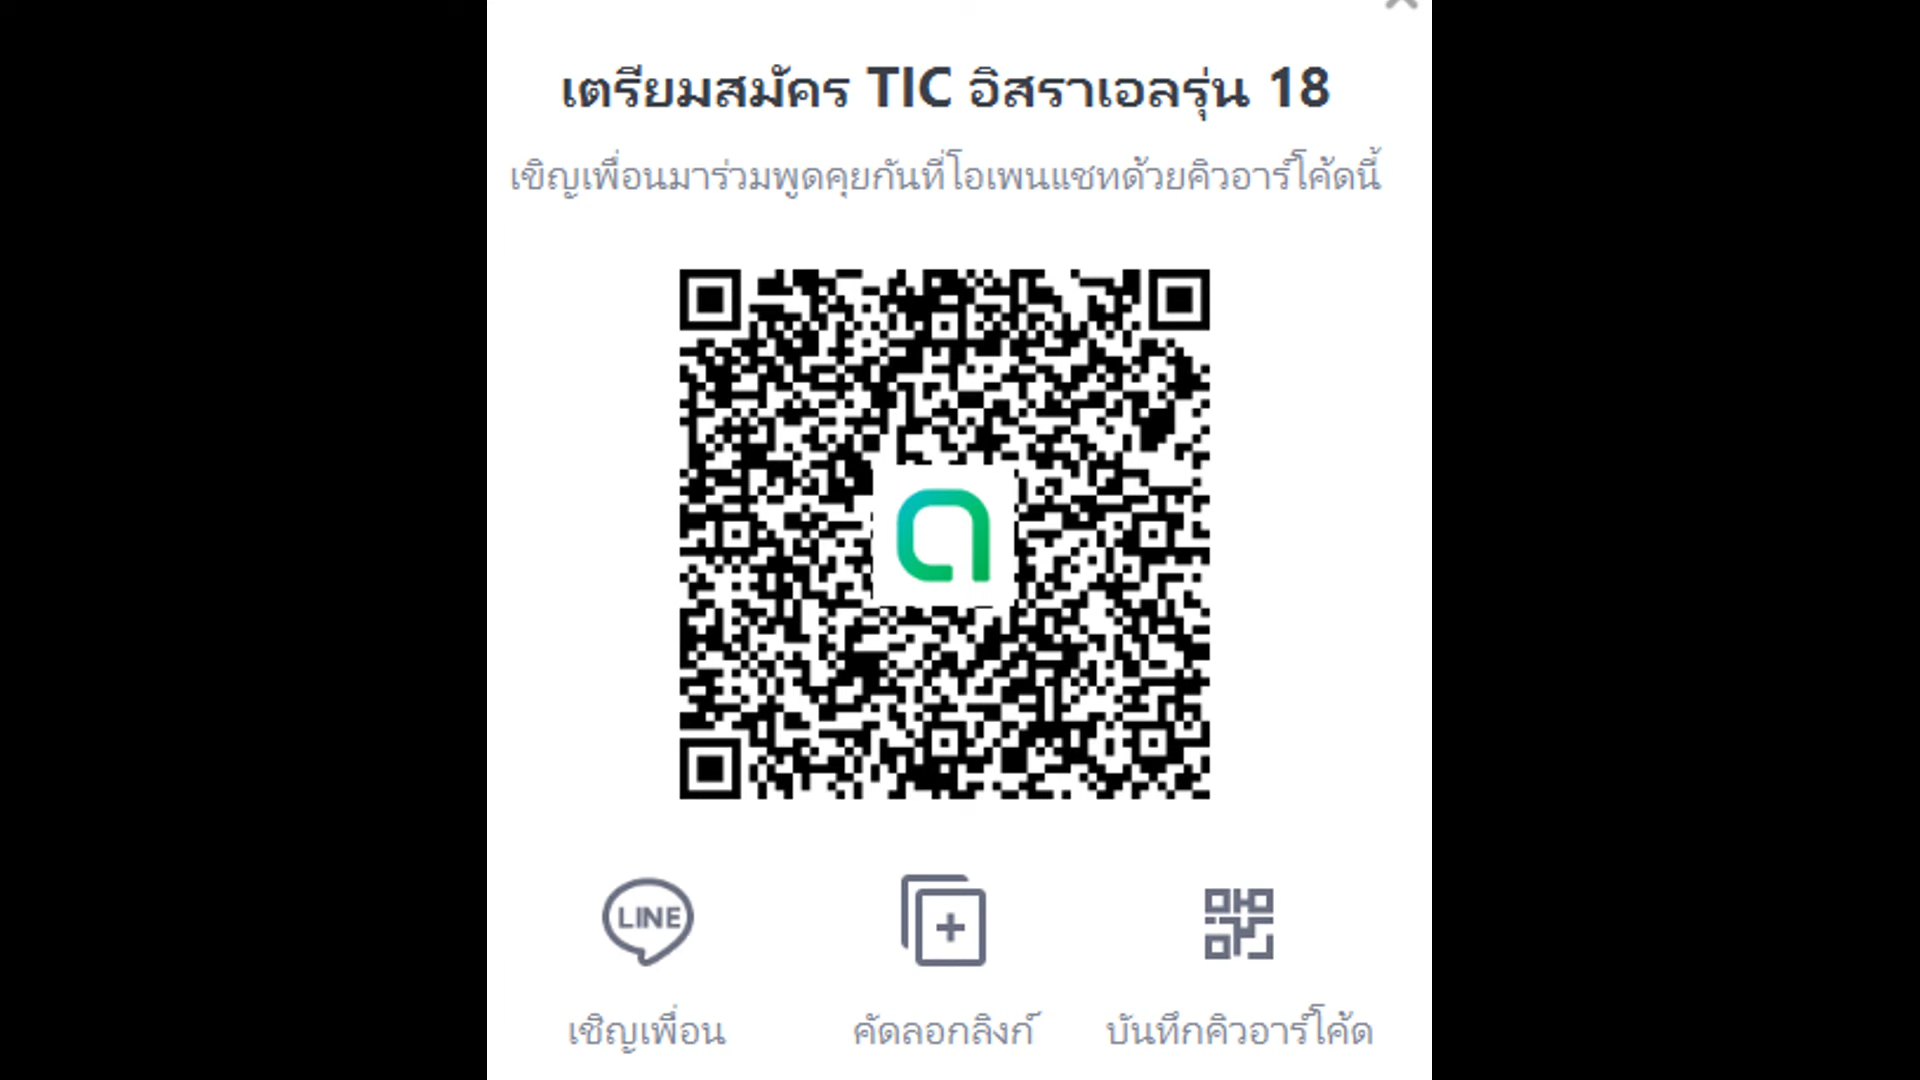 เตรียมสมัคร TIC อิสราเอลรุ่น 18
เชิญเพื่อนมาร่วมพูดคุยกันที่โอเพนแชทด้วยคิวอาร์โค้ดนี้
LINE
เชิญเพื่อน
คัดลอกลิงก์
บันทึกคิวอาร์โค้ด